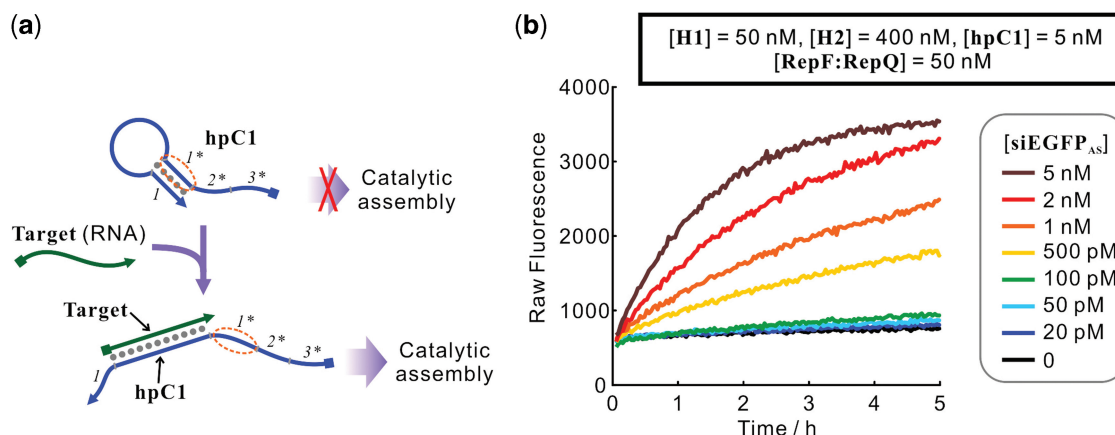 (a)
hpC1
1*
1
2*
3*
Catalytic
assembly
Target (RNA)
Target
1*
2*
3*
1
hpC1
Catalytic
assembly
(b)
[H1] = 50 nM, [H2] = 400 nM, [hpC1] = 5 nM
[RepF:RepQ] = 50 nM
Raw Fluorescence
4000
3000
2000
1000
0
0 1 2 3 4 5
Time / h
[siEGFP_AS]
5 nM
2 nM
1 nM
500 pM
100 pM
50 pM
20 pM
0